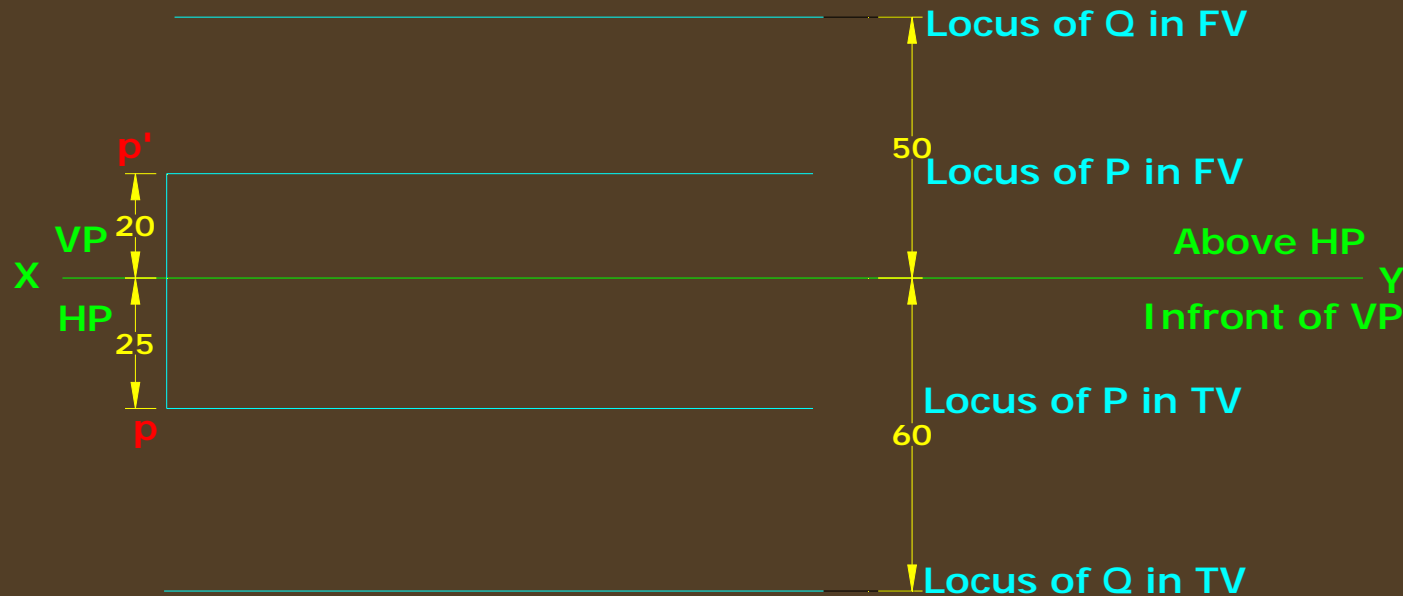 Locus of Q in FV
50
p'
Locus of P in FV
20
VP
Above HP
X
Y
HP
Infront of VP
25
Locus of P in TV
p
60
Locus of Q in TV